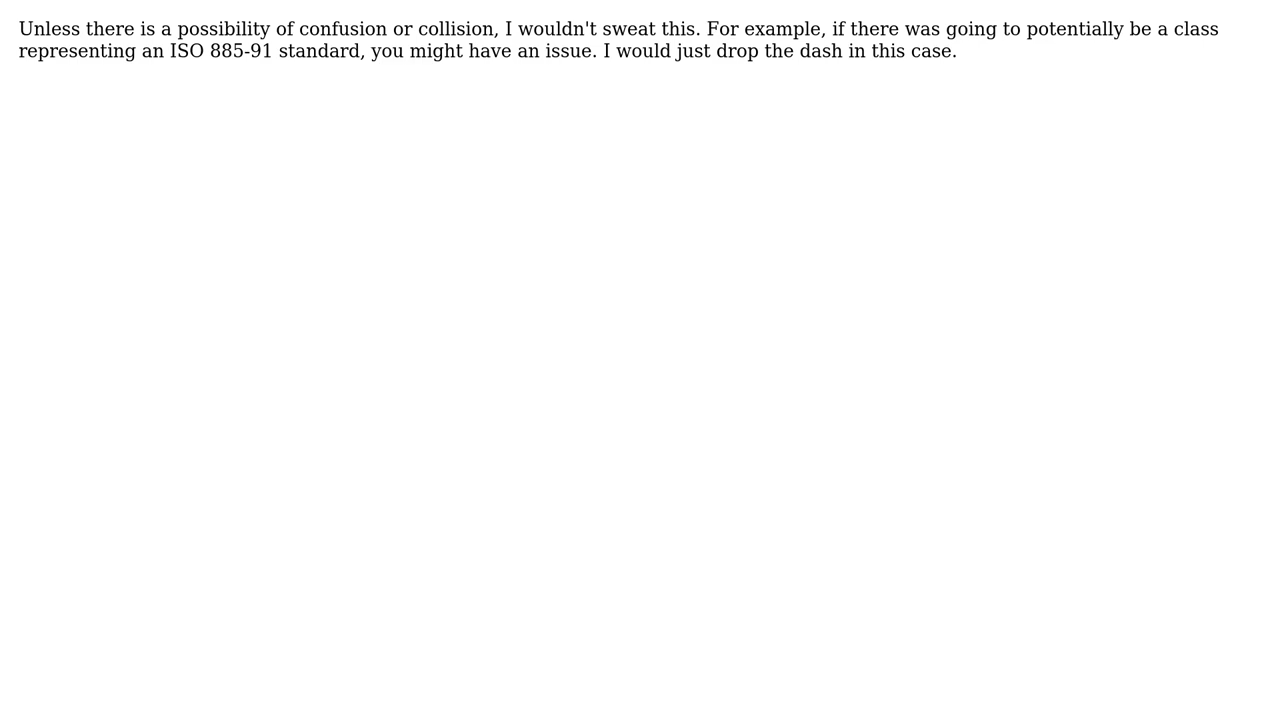 Unless there is a possibility of confusion or collision, I wouldn't sweat this. For example, if there was going to potentially be a class
representing an ISO 885-91 standard, you might have an issue. I would just drop the dash in this case.